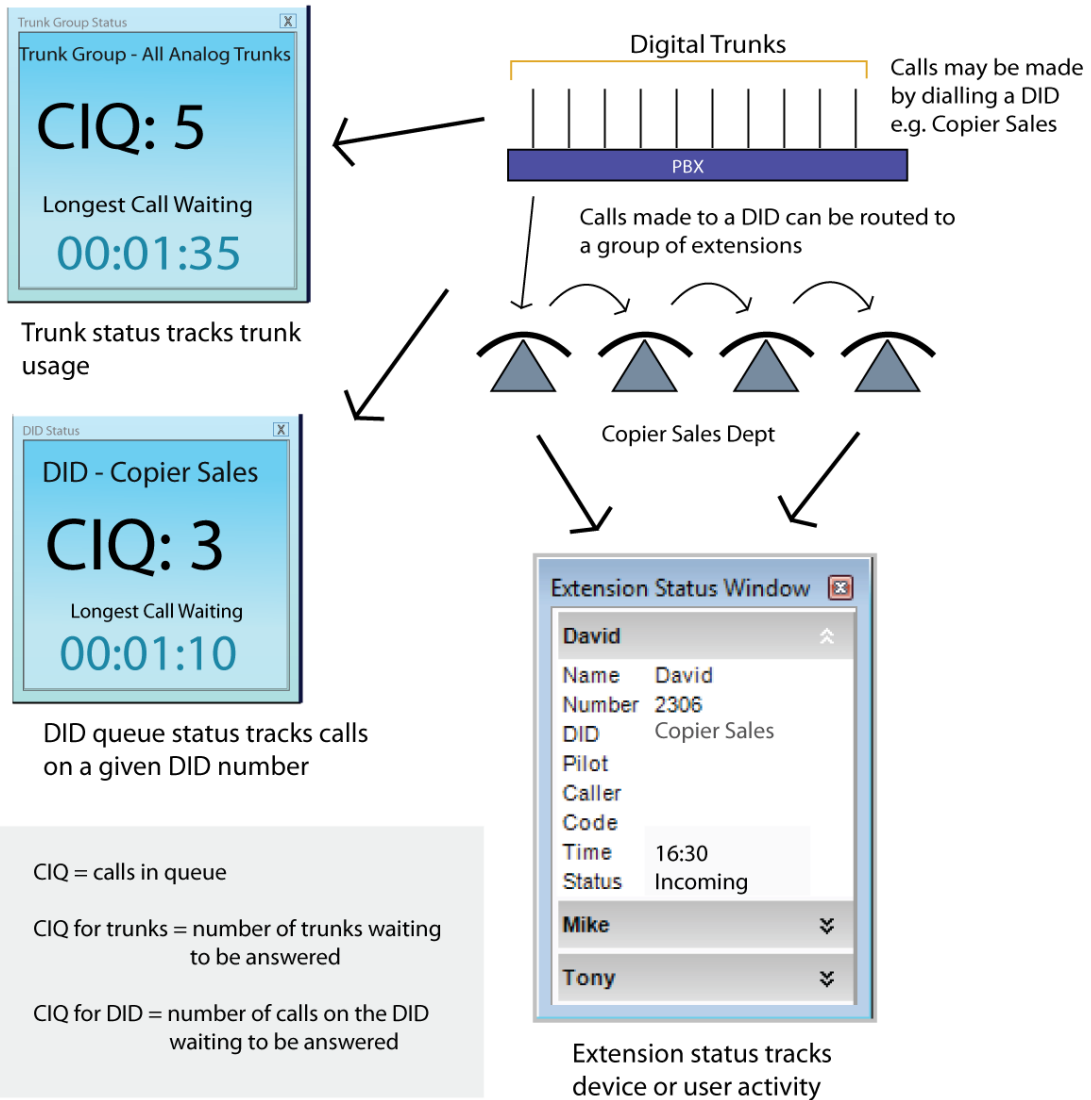 Trunk Group Status
X
Trunk Group - All Analog Trunks
CIQ: 5
Longest Call Waiting
00:01:35
Trunk status tracks trunk
usage
Digital Trunks
Calls may be made
by dialling a DID
e.g. Copier Sales
PBX
Calls made to a DID can be routed to
a group of extensions
Copier Sales Dept
DID Status
X
DID - Copier Sales
CIQ: 3
Longest Call Waiting
00:01:10
DID queue status tracks calls
on a given DID number
Extension Status Window
David
Name David
Number 2306
DID Copier Sales
Pilot
Caller
Code
Time 16:30
Status Incoming
Mike
Tony
Extension status tracks
device or user activity
CIQ = calls in queue
CIQ for trunks = number of trunks waiting
to be answered
CIQ for DID = number of calls on the DID
waiting to be answered